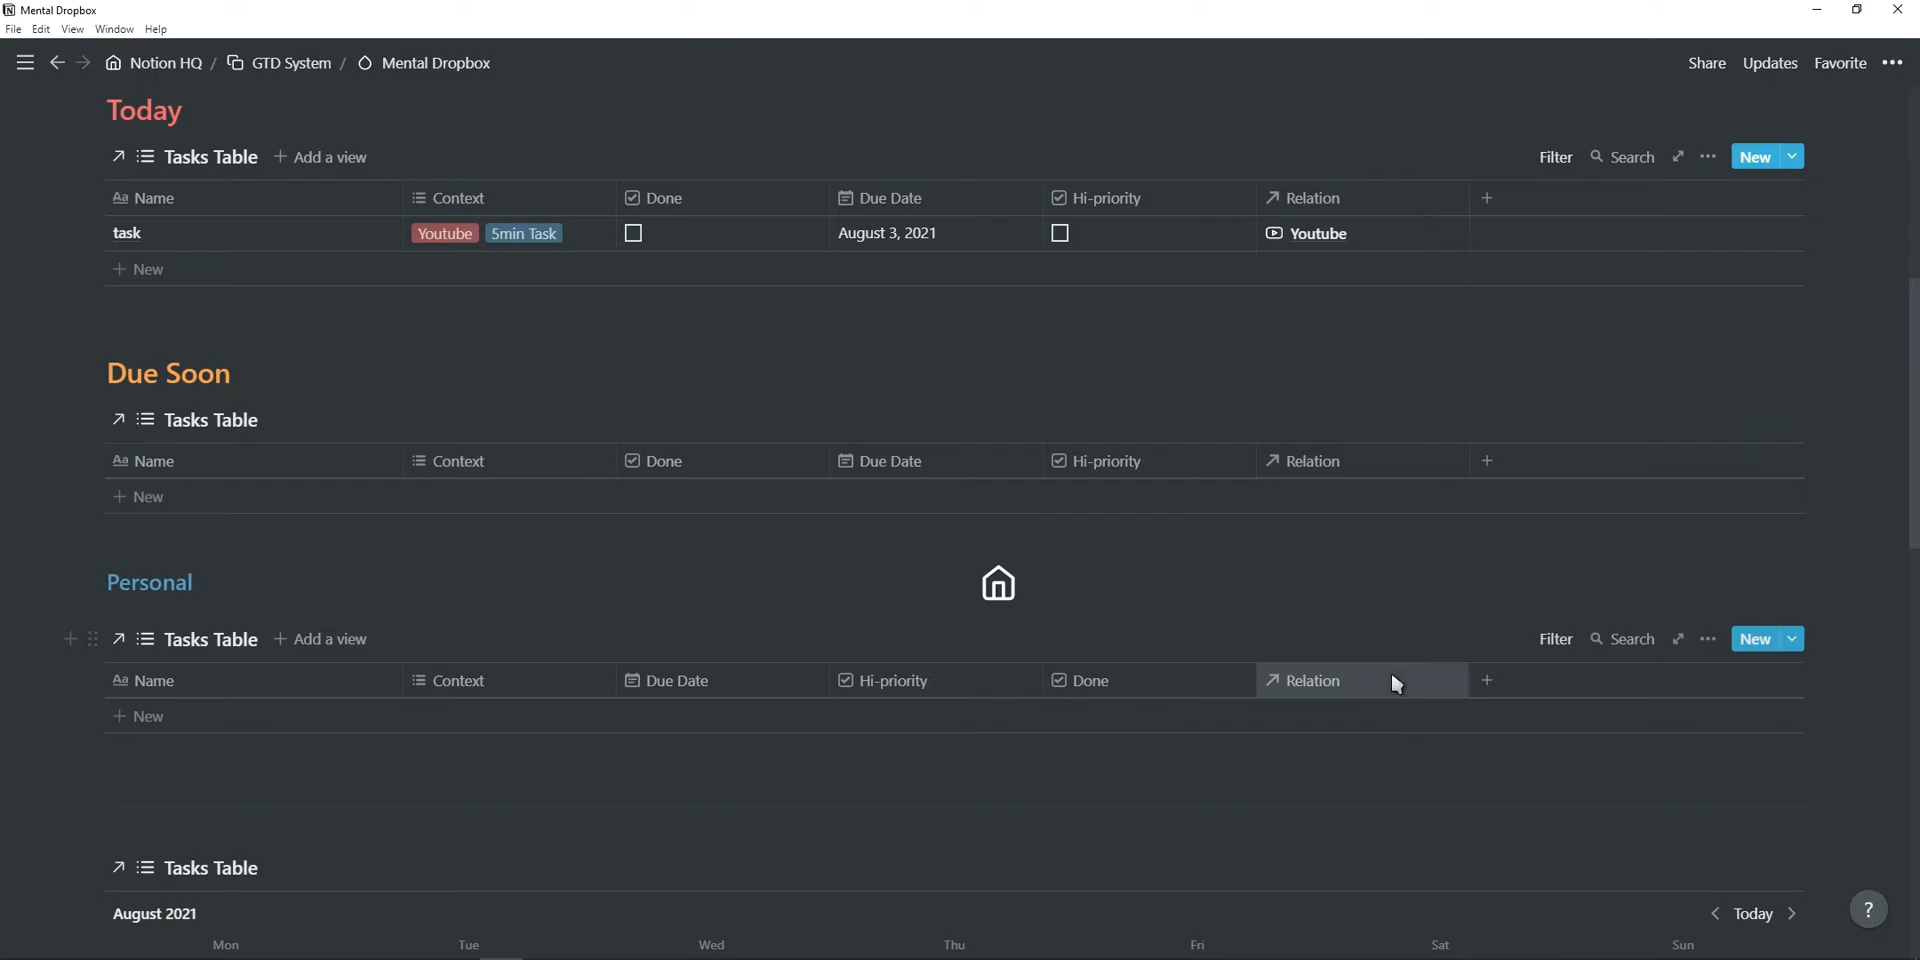 Mental Dropbox
File Edit View Window Help
Notion HQ / GTD System / Mental Dropbox Share Updates Favorite •••
Today
Tasks Table + Add a view Filter Search ••• New
Aa Name Context Done Due Date Hi-priority Relation +
task Youtube 5min Task August 3, 2021 Youtube
+ New
Due Soon
Tasks Table
Aa Name Context Done Due Date Hi-priority Relation +
+ New
Personal
Tasks Table + Add a view Filter Search ••• New
Aa Name Context Due Date Hi-priority Done Relation +
+ New
Tasks Table
August 2021 Today
Mon Tue Wed Thu Fri Sat Sun
?